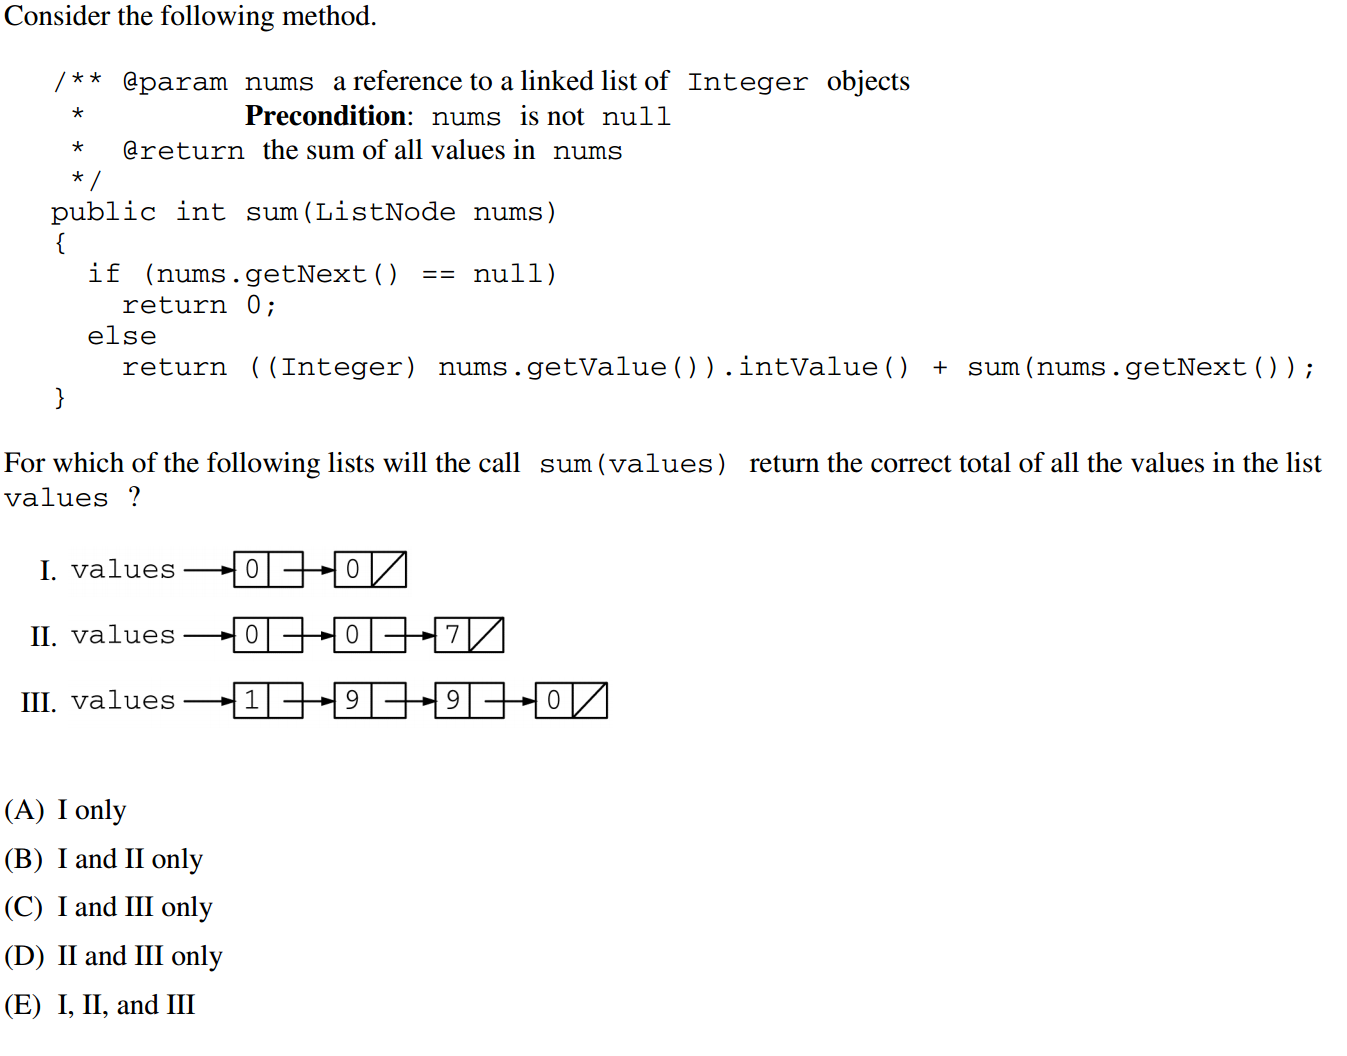 Consider the following method.
/** @param nums a reference to a linked list of Integer objects
* Precondition: nums is not null
* @return the sum of all values in nums
*/
public int sum(ListNode nums)
{
if (nums.getNext() == null)
return 0;
else
return ((Integer) nums.getValue()).intValue() + sum(nums.getNext());
}
For which of the following lists will the call sum(values) return the correct total of all the values in the list
values ?
I. values 0 0
II. values 0 0 7
III. values 1 9 9 0
(A) I only
(B) I and II only
(C) I and III only
(D) II and III only
(E) I, II, and III